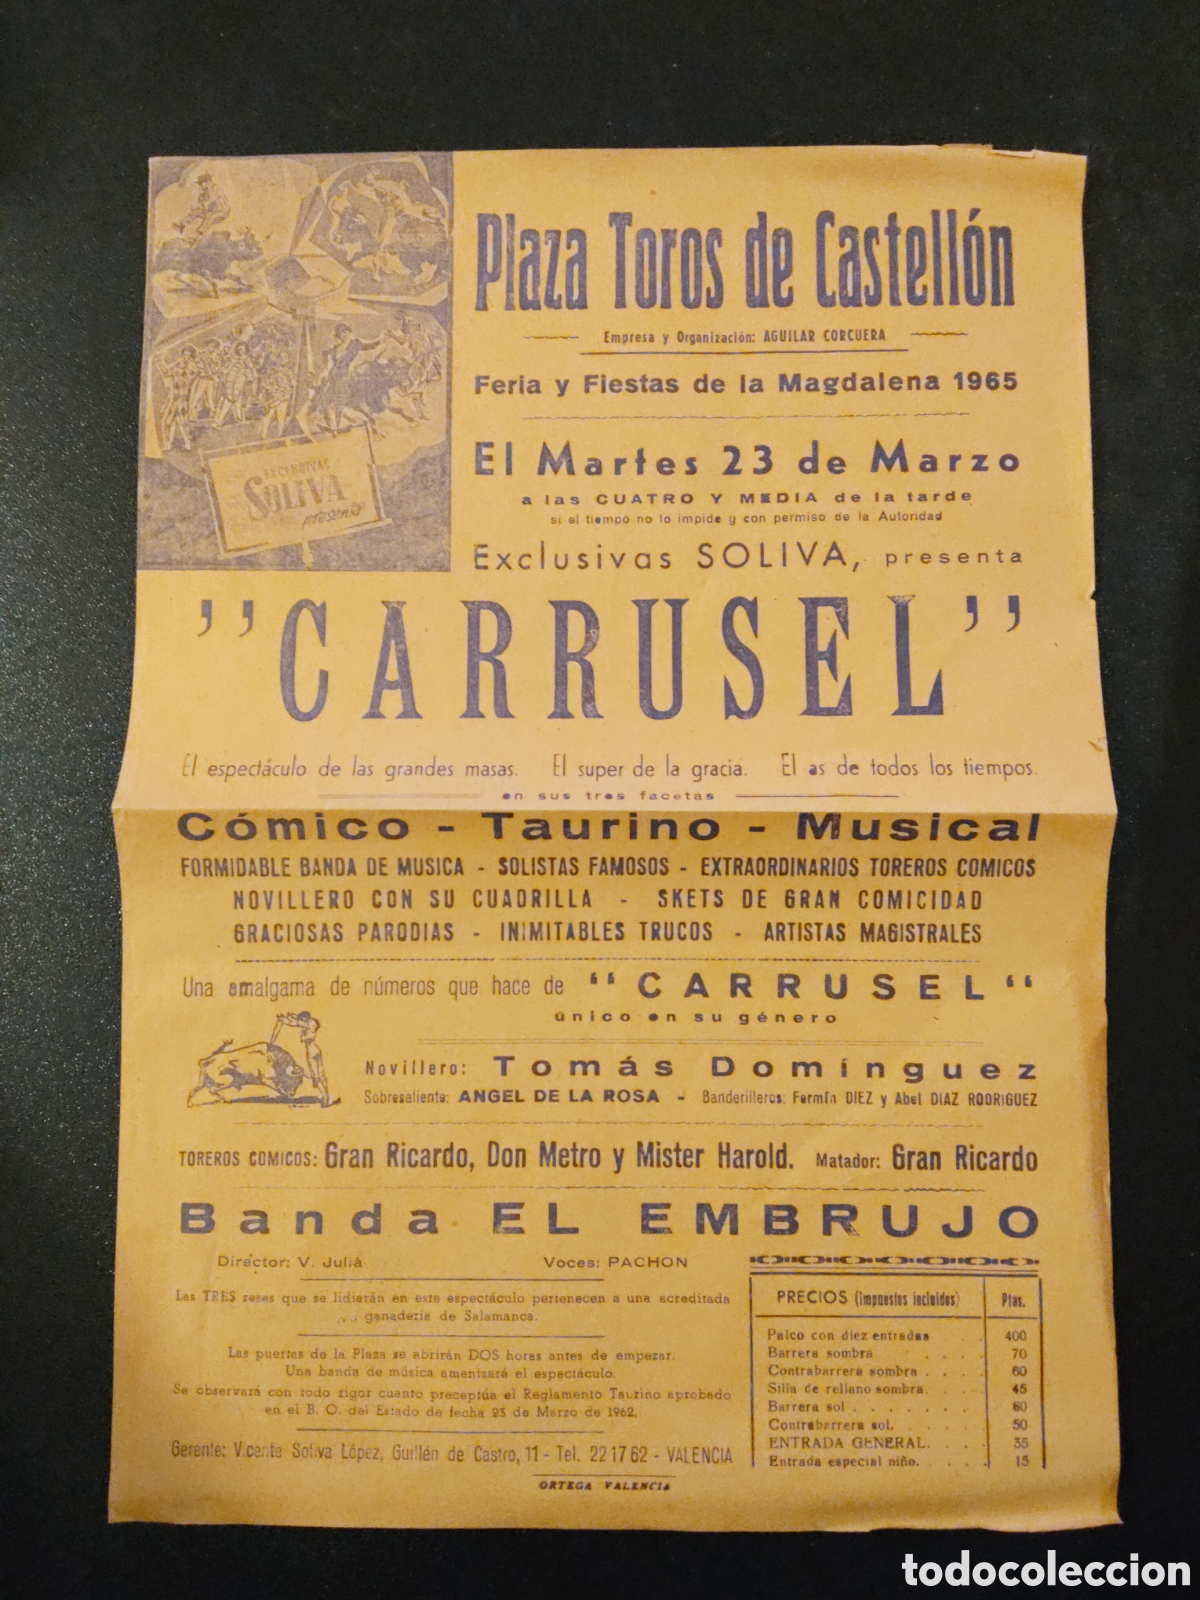 EXCLUSIVAS
SOLIVA
presenta
Plaza Toros de Castellón
Empresa y Organización: AGUILAR CORCUERA
Feria y Fiestas de la Magdalena 1965
El Martes 23 de Marzo
a las CUATRO Y MEDIA de la tarde
si el tiempo no lo impide y con permiso de la Autoridad
Exclusivas SOLIVA, presenta
"CARRUSEL"
El espectáculo de las grandes masas. El super de la gracia. El as de todos los tiempos.
en sus tres facetas
Cómico - Taurino - Musical
FORMIDABLE BANDA DE MUSICA - SOLISTAS FAMOSOS - EXTRAORDINARIOS TOREROS COMICOS
NOVILLERO CON SU CUADRILLA - SKETS DE GRAN COMICIDAD
GRACIOSAS PARODIAS - INIMITABLES TRUCOS - ARTISTAS MAGISTRALES
Una amalgama de números que hace de "CARRUSEL"
único en su género
Novillero: Tomás Domínguez
Sobresaliente: ANGEL DE LA ROSA - Banderilleros: Fermín DIEZ y Abel DIAZ RODRIGUEZ
TOREROS COMICOS: Gran Ricardo, Don Metro y Mister Harold. Matador: Gran Ricardo
Banda EL EMBRUJO
Director: V. Juliá Voces: PACHON
Las TRES reses que se lidiarán en este espectáculo pertenecen a una acreditada
ganadería de Salamanca.
Las puertas de la Plaza se abrirán DOS horas antes de empezar.
Una banda de música amenizará el espectáculo.
Se observará con todo rigor cuanto preceptúa el Reglamento Taurino aprobado
en el B. O. del Estado de fecha 23 de Marzo de 1962.
Gerente: Vicente Soliva López, Guillén de Castro, 11 - Tel. 22 17 62 - VALENCIA
ORTEGA VALENCIA
PRECIOS (Impuestos incluidos) Ptas.
Palco con diez entradas . . 400
Barrera sombra . . . . 70
Contrabarrera sombra . . . . 60
Silla de rellano sombra. . . . 45
Barrera sol . . . . . . . 60
Contrabarrera sol. . . . . . 50
ENTRADA GENERAL. . . . 35
Entrada especial niño. . . . . 15
todocoleccion